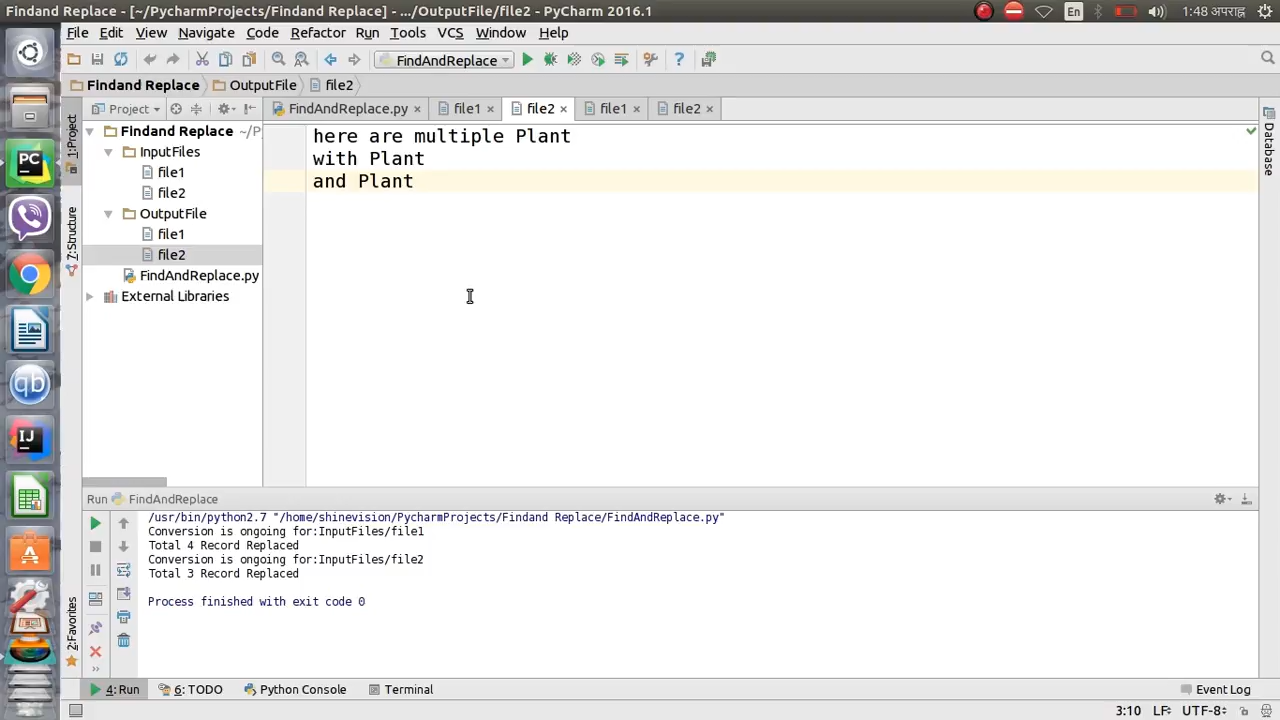 Findand Replace - [~/PycharmProjects/Findand Replace] - .../OutputFile/file2 - PyCharm 2016.1
En
1:48 अपराह्न
File Edit View Navigate Code Refactor Run Tools VCS Window Help
FindAndReplace
Findand Replace OutputFile file2
Project
FindAndReplace.py file1 file2 file1 file2
1: Project
7: Structure
2: Favorites
Database
Findand Replace ~/P
InputFiles
file1
file2
OutputFile
file1
file2
FindAndReplace.py
External Libraries
here are multiple Plant
with Plant
and Plant
PC
qb
IJ
Run FindAndReplace
/usr/bin/python2.7 "/home/shinevision/PycharmProjects/Findand Replace/FindAndReplace.py"
Conversion is ongoing for:InputFiles/file1
Total 4 Record Replaced
Conversion is ongoing for:InputFiles/file2
Total 3 Record Replaced
Process finished with exit code 0
4: Run 6: TODO Python Console Terminal Event Log
3:10 LF÷ UTF-8÷